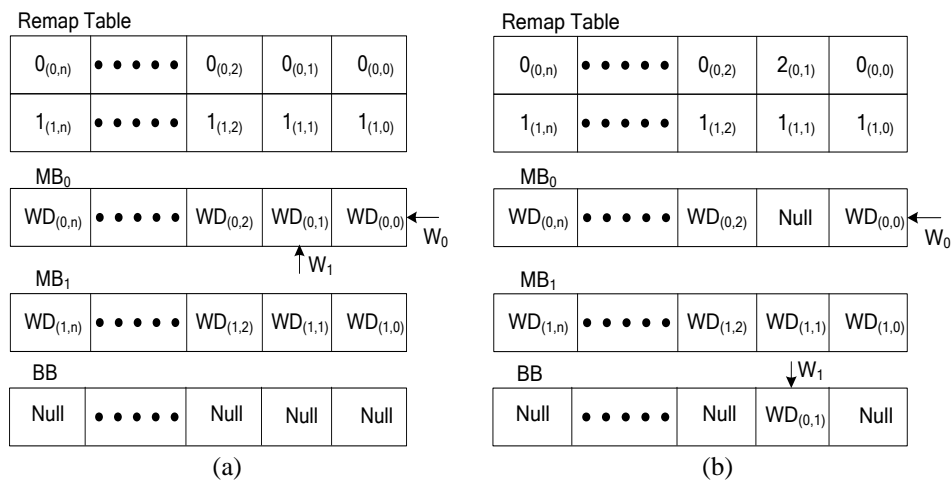 Remap Table
0(0,n) • • • • • 0(0,2) 0(0,1) 0(0,0)
1(1,n) • • • • • 1(1,2) 1(1,1) 1(1,0)
MB0
WD(0,n) • • • • • WD(0,2) WD(0,1) WD(0,0)
W0
W1
MB1
WD(1,n) • • • • • WD(1,2) WD(1,1) WD(1,0)
BB
Null • • • • • Null Null Null
(a)
Remap Table
0(0,n) • • • • • 0(0,2) 2(0,1) 0(0,0)
1(1,n) • • • • • 1(1,2) 1(1,1) 1(1,0)
MB0
WD(0,n) • • • • • WD(0,2) Null WD(0,0)
W0
MB1
WD(1,n) • • • • • WD(1,2) WD(1,1) WD(1,0)
BB
W1
Null • • • • • Null WD(0,1) Null
(b)